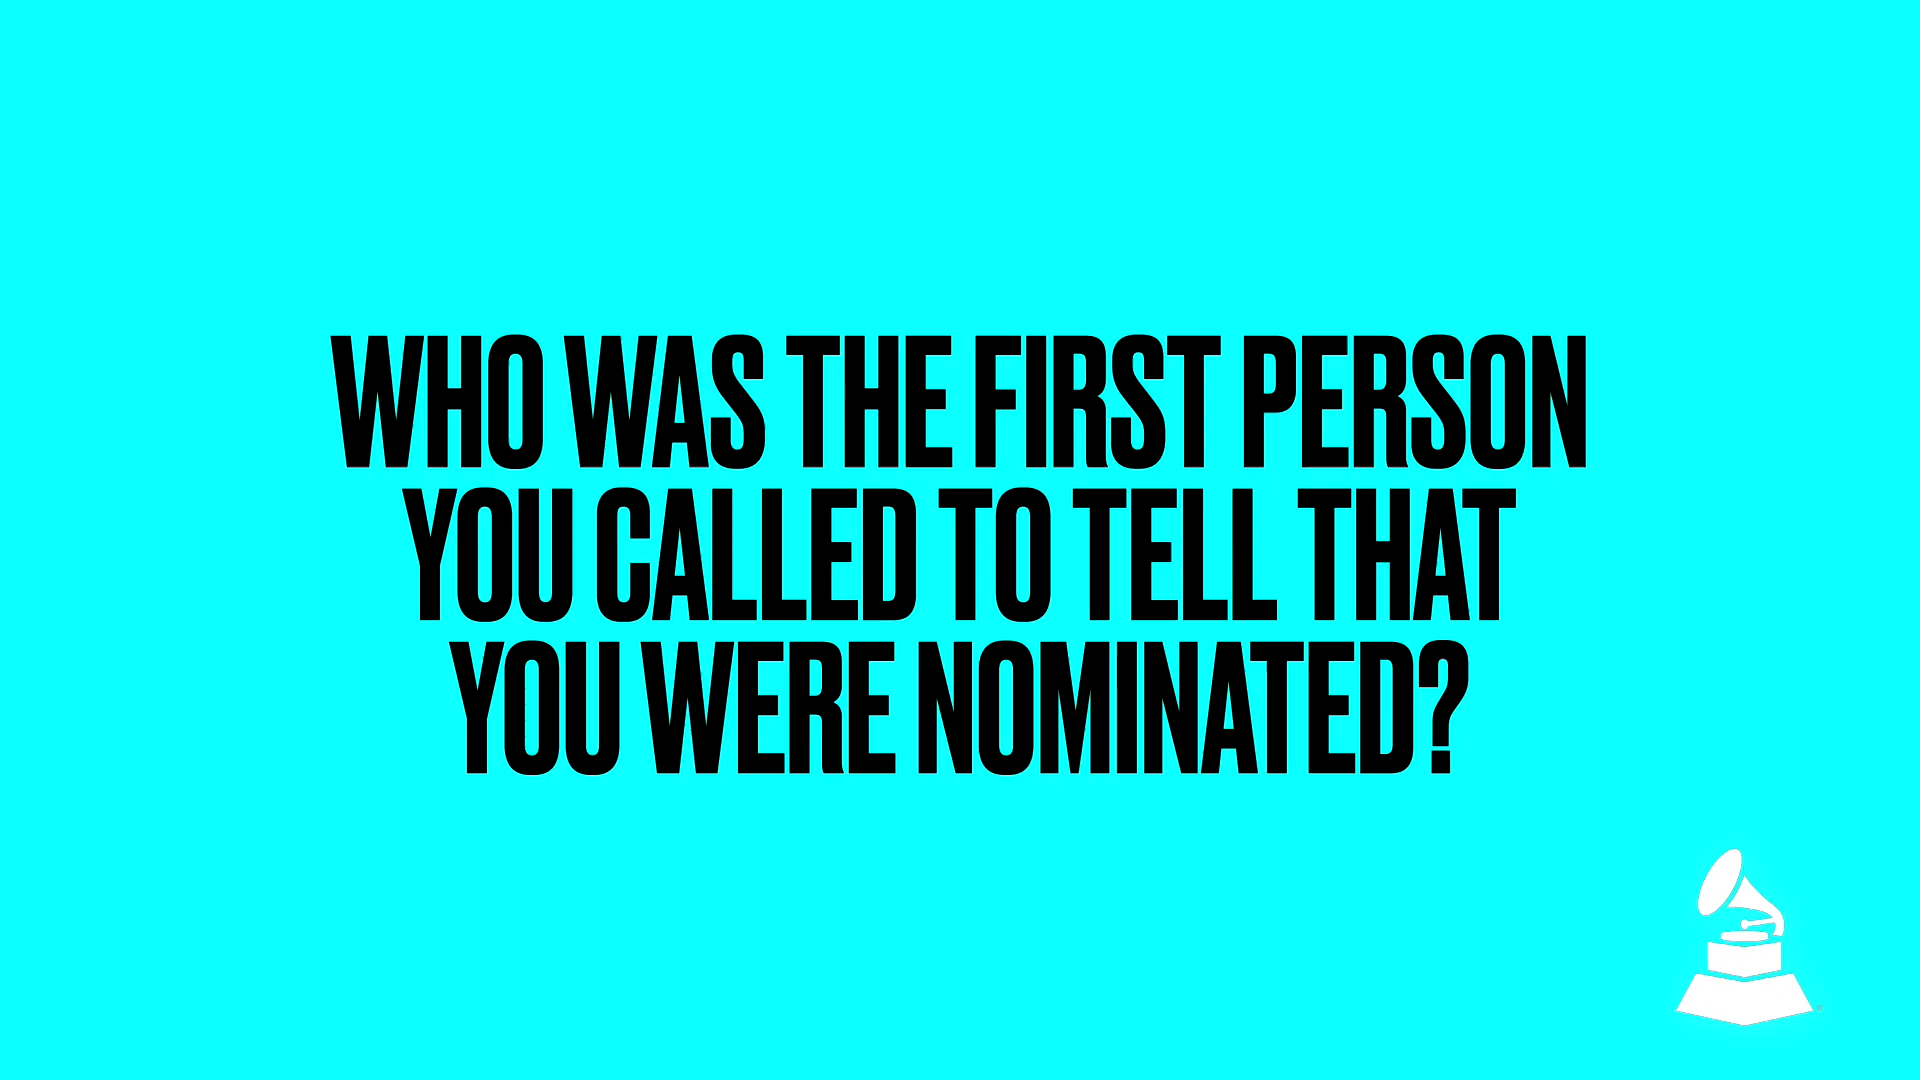 WHO WAS THE FIRST PERSON
YOU CALLED TO TELL THAT
YOU WERE NOMINATED?